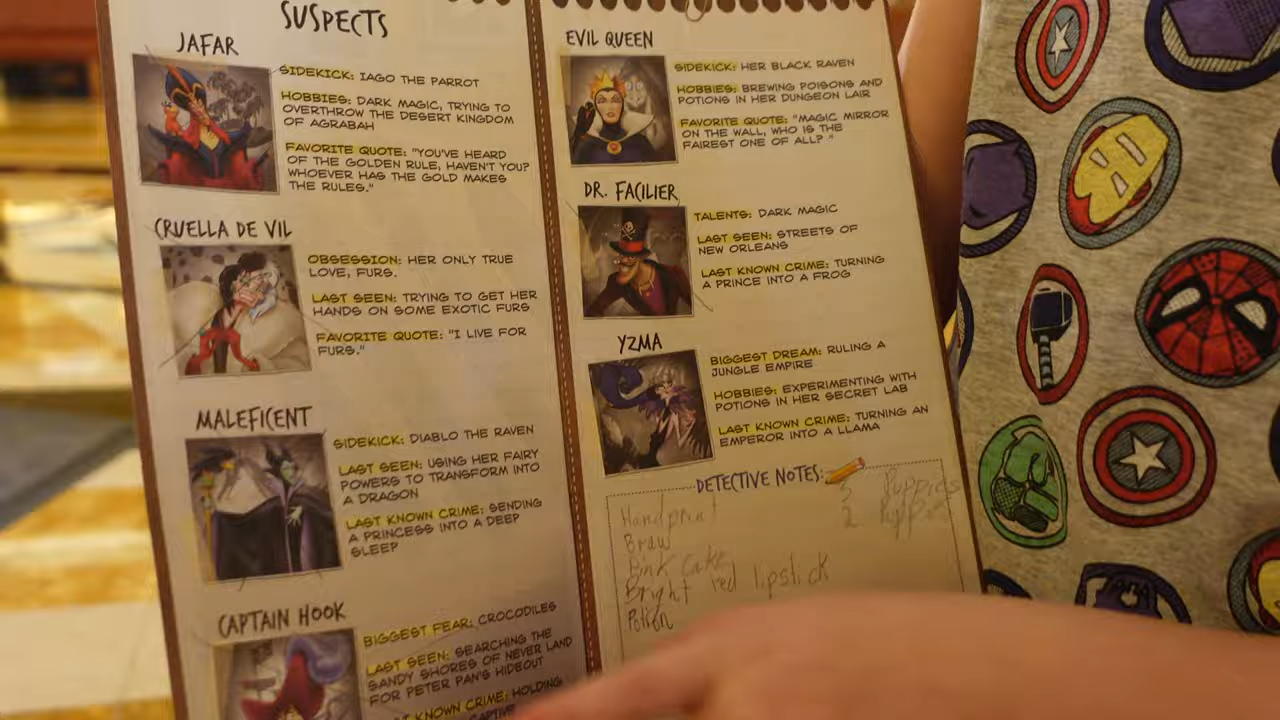 SUSPECTS
JAFAR
SIDEKICK: IAGO THE PARROT
HOBBIES: DARK MAGIC, TRYING TO
OVERTHROW THE DESERT KINGDOM
OF AGRABAH
FAVORITE QUOTE: "YOU'VE HEARD
OF THE GOLDEN RULE, HAVEN'T YOU?
WHOEVER HAS THE GOLD MAKES
THE RULES."
CRUELLA DE VIL
OBSESSION: HER ONLY TRUE
LOVE, FURS.
LAST SEEN: TRYING TO GET HER
HANDS ON SOME EXOTIC FURS
FAVORITE QUOTE: "I LIVE FOR
FURS."
MALEFICENT
SIDEKICK: DIABLO THE RAVEN
LAST SEEN: USING HER FAIRY
POWERS TO TRANSFORM INTO
A DRAGON
LAST KNOWN CRIME: SENDING
A PRINCESS INTO A DEEP
SLEEP
CAPTAIN HOOK
BIGGEST FEAR: CROCODILES
LAST SEEN: SEARCHING THE
SANDY SHORES OF NEVER LAND
FOR PETER PAN'S HIDEOUT
KNOWN CRIME: HOLDING
EVIL QUEEN
SIDEKICK: HER BLACK RAVEN
HOBBIES: BREWING POISONS AND
POTIONS IN HER DUNGEON LAIR
FAVORITE QUOTE: "MAGIC MIRROR
ON THE WALL, WHO IS THE
FAIREST ONE OF ALL? "
DR. FACILIER
TALENTS: DARK MAGIC
LAST SEEN: STREETS OF
NEW ORLEANS
LAST KNOWN CRIME: TURNING
A PRINCE INTO A FROG
YZMA
BIGGEST DREAM: RULING A
JUNGLE EMPIRE
HOBBIES: EXPERIMENTING WITH
POTIONS IN HER SECRET LAB
LAST KNOWN CRIME: TURNING AN
EMPEROR INTO A LLAMA
DETECTIVE NOTES:
Handprint
Pink Cake
Bright red lipstick
Potion
Puppies